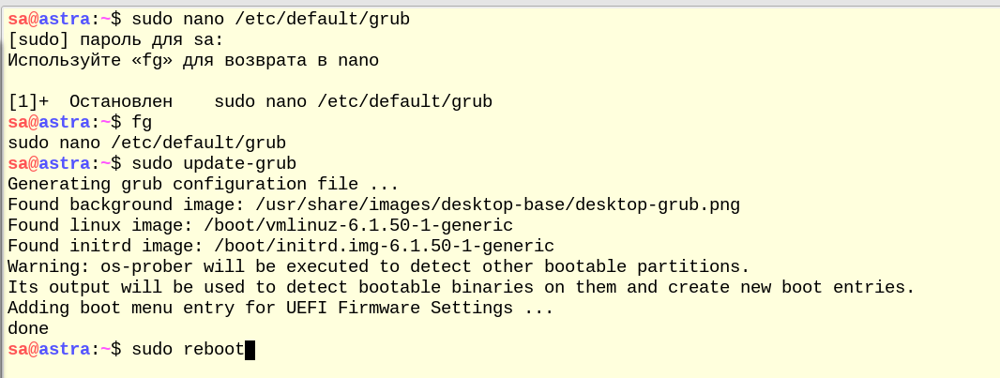 sa@astra:~$ sudo nano /etc/default/grub
[sudo] пароль для sa:
Используйте «fg» для возврата в nano
[1]+  Остановлен    sudo nano /etc/default/grub
sa@astra:~$ fg
sudo nano /etc/default/grub
sa@astra:~$ sudo update-grub
Generating grub configuration file ...
Found background image: /usr/share/images/desktop-base/desktop-grub.png
Found linux image: /boot/vmlinuz-6.1.50-1-generic
Found initrd image: /boot/initrd.img-6.1.50-1-generic
Warning: os-prober will be executed to detect other bootable partitions.
Its output will be used to detect bootable binaries on them and create new boot entries.
Adding boot menu entry for UEFI Firmware Settings ...
done
sa@astra:~$ sudo reboot